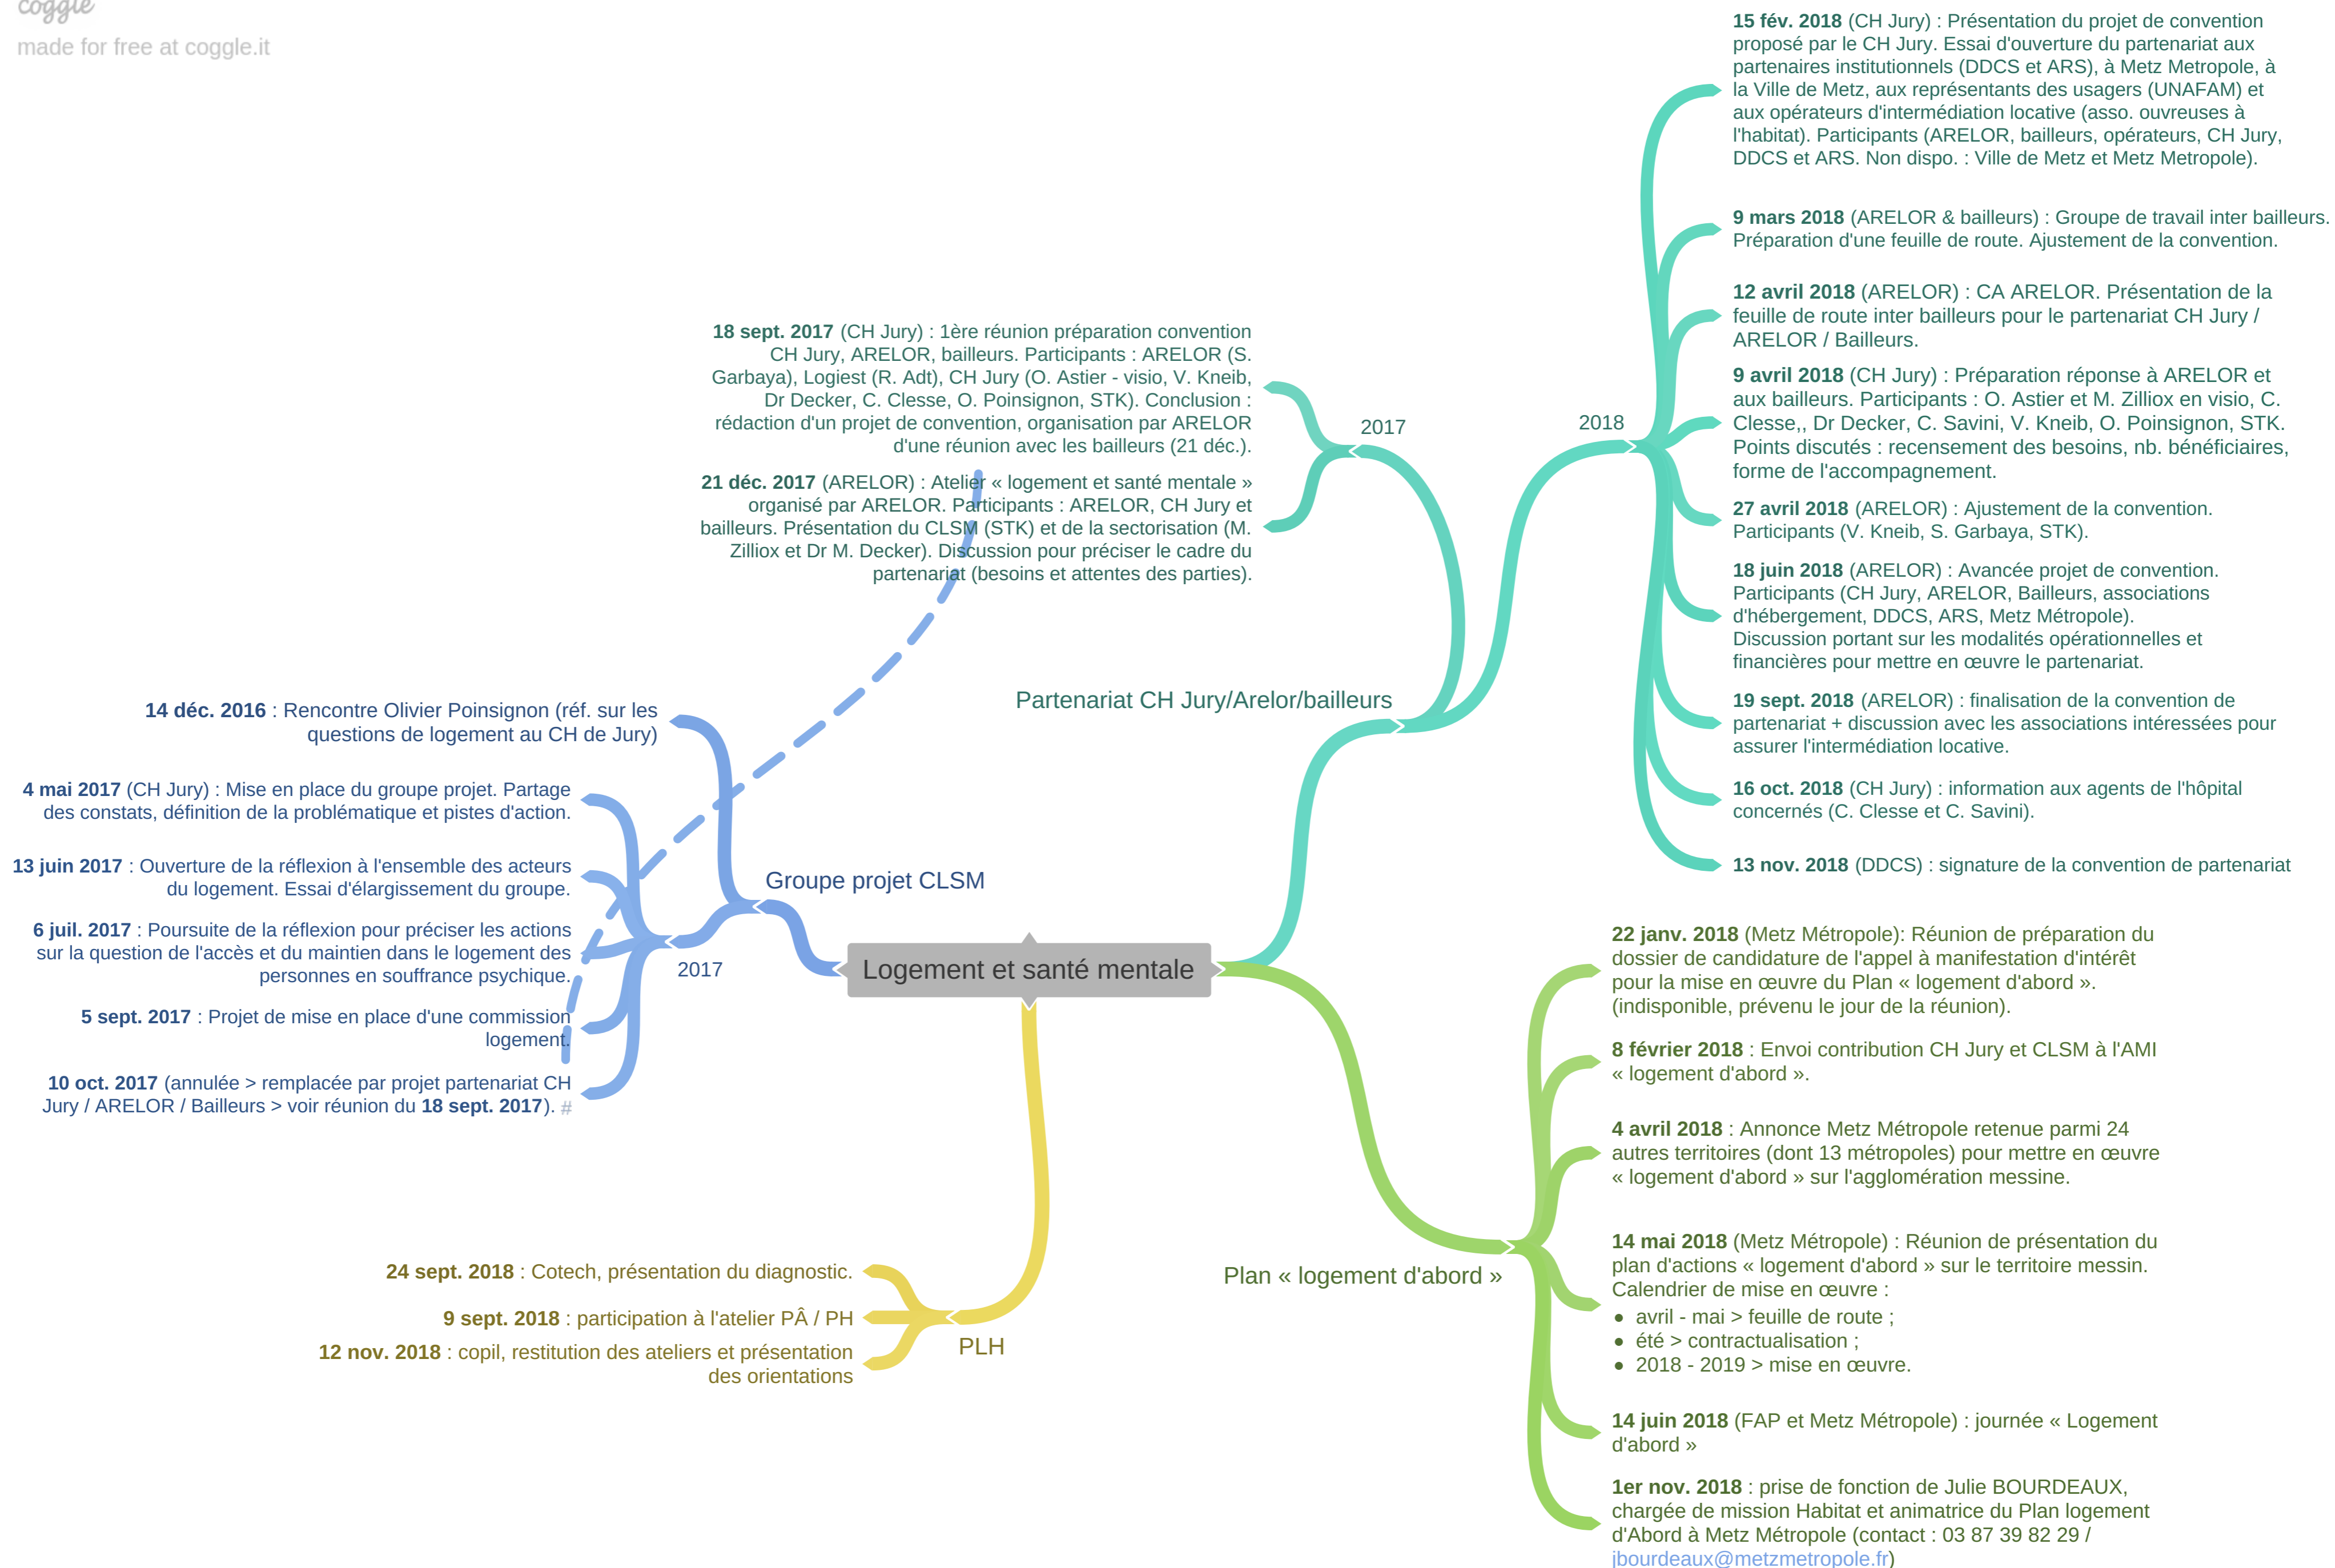 coggle
made for free at coggle.it
15 fév. 2018 (CH Jury) : Présentation du projet de convention
proposé par le CH Jury. Essai d'ouverture du partenariat aux
partenaires institutionnels (DDCS et ARS), à Metz Metropole, à
la Ville de Metz, aux représentants des usagers (UNAFAM) et
aux opérateurs d'intermédiation locative (asso. ouvreuses à
l'habitat). Participants (ARELOR, bailleurs, opérateurs, CH Jury,
DDCS et ARS. Non dispo. : Ville de Metz et Metz Metropole).
9 mars 2018 (ARELOR & bailleurs) : Groupe de travail inter bailleurs.
Préparation d'une feuille de route. Ajustement de la convention.
12 avril 2018 (ARELOR) : CA ARELOR. Présentation de la
feuille de route inter bailleurs pour le partenariat CH Jury /
ARELOR / Bailleurs.
9 avril 2018 (CH Jury) : Préparation réponse à ARELOR et
aux bailleurs. Participants : O. Astier et M. Zilliox en visio, C.
Clesse,, Dr Decker, C. Savini, V. Kneib, O. Poinsignon, STK.
Points discutés : recensement des besoins, nb. bénéficiaires,
forme de l'accompagnement.
27 avril 2018 (ARELOR) : Ajustement de la convention.
Participants (V. Kneib, S. Garbaya, STK).
18 juin 2018 (ARELOR) : Avancée projet de convention.
Participants (CH Jury, ARELOR, Bailleurs, associations
d'hébergement, DDCS, ARS, Metz Métropole).
Discussion portant sur les modalités opérationnelles et
financières pour mettre en œuvre le partenariat.
19 sept. 2018 (ARELOR) : finalisation de la convention de
partenariat + discussion avec les associations intéressées pour
assurer l'intermédiation locative.
16 oct. 2018 (CH Jury) : information aux agents de l'hôpital
concernés (C. Clesse et C. Savini).
13 nov. 2018 (DDCS) : signature de la convention de partenariat
2018
2017
18 sept. 2017 (CH Jury) : 1ère réunion préparation convention
CH Jury, ARELOR, bailleurs. Participants : ARELOR (S.
Garbaya), Logiest (R. Adt), CH Jury (O. Astier - visio, V. Kneib,
Dr Decker, C. Clesse, O. Poinsignon, STK). Conclusion :
rédaction d'un projet de convention, organisation par ARELOR
d'une réunion avec les bailleurs (21 déc.).
21 déc. 2017 (ARELOR) : Atelier « logement et santé mentale »
organisé par ARELOR. Participants : ARELOR, CH Jury et
bailleurs. Présentation du CLSM (STK) et de la sectorisation (M.
Zilliox et Dr M. Decker). Discussion pour préciser le cadre du
partenariat (besoins et attentes des parties).
Partenariat CH Jury/Arelor/bailleurs
14 déc. 2016 : Rencontre Olivier Poinsignon (réf. sur les
questions de logement au CH de Jury)
4 mai 2017 (CH Jury) : Mise en place du groupe projet. Partage
des constats, définition de la problématique et pistes d'action.
13 juin 2017 : Ouverture de la réflexion à l'ensemble des acteurs
du logement. Essai d'élargissement du groupe.
6 juil. 2017 : Poursuite de la réflexion pour préciser les actions
sur la question de l'accès et du maintien dans le logement des
personnes en souffrance psychique.
5 sept. 2017 : Projet de mise en place d'une commission
logement.
10 oct. 2017 (annulée > remplacée par projet partenariat CH
Jury / ARELOR / Bailleurs > voir réunion du 18 sept. 2017). #
Groupe projet CLSM
2017
Logement et santé mentale
22 janv. 2018 (Metz Métropole): Réunion de préparation du
dossier de candidature de l'appel à manifestation d'intérêt
pour la mise en œuvre du Plan « logement d'abord ».
(indisponible, prévenu le jour de la réunion).
8 février 2018 : Envoi contribution CH Jury et CLSM à l'AMI
« logement d'abord ».
4 avril 2018 : Annonce Metz Métropole retenue parmi 24
autres territoires (dont 13 métropoles) pour mettre en œuvre
« logement d'abord » sur l'agglomération messine.
14 mai 2018 (Metz Métropole) : Réunion de présentation du
plan d'actions « logement d'abord » sur le territoire messin.
Calendrier de mise en œuvre :
• avril - mai > feuille de route ;
• été > contractualisation ;
• 2018 - 2019 > mise en œuvre.
14 juin 2018 (FAP et Metz Métropole) : journée « Logement
d'abord »
1er nov. 2018 : prise de fonction de Julie BOURDEAUX,
chargée de mission Habitat et animatrice du Plan logement
d'Abord à Metz Métropole (contact : 03 87 39 82 29 /
jbourdeaux@metzmetropole.fr)
Plan « logement d'abord »
24 sept. 2018 : Cotech, présentation du diagnostic.
9 sept. 2018 : participation à l'atelier PÂ / PH
12 nov. 2018 : copil, restitution des ateliers et présentation
des orientations
PLH